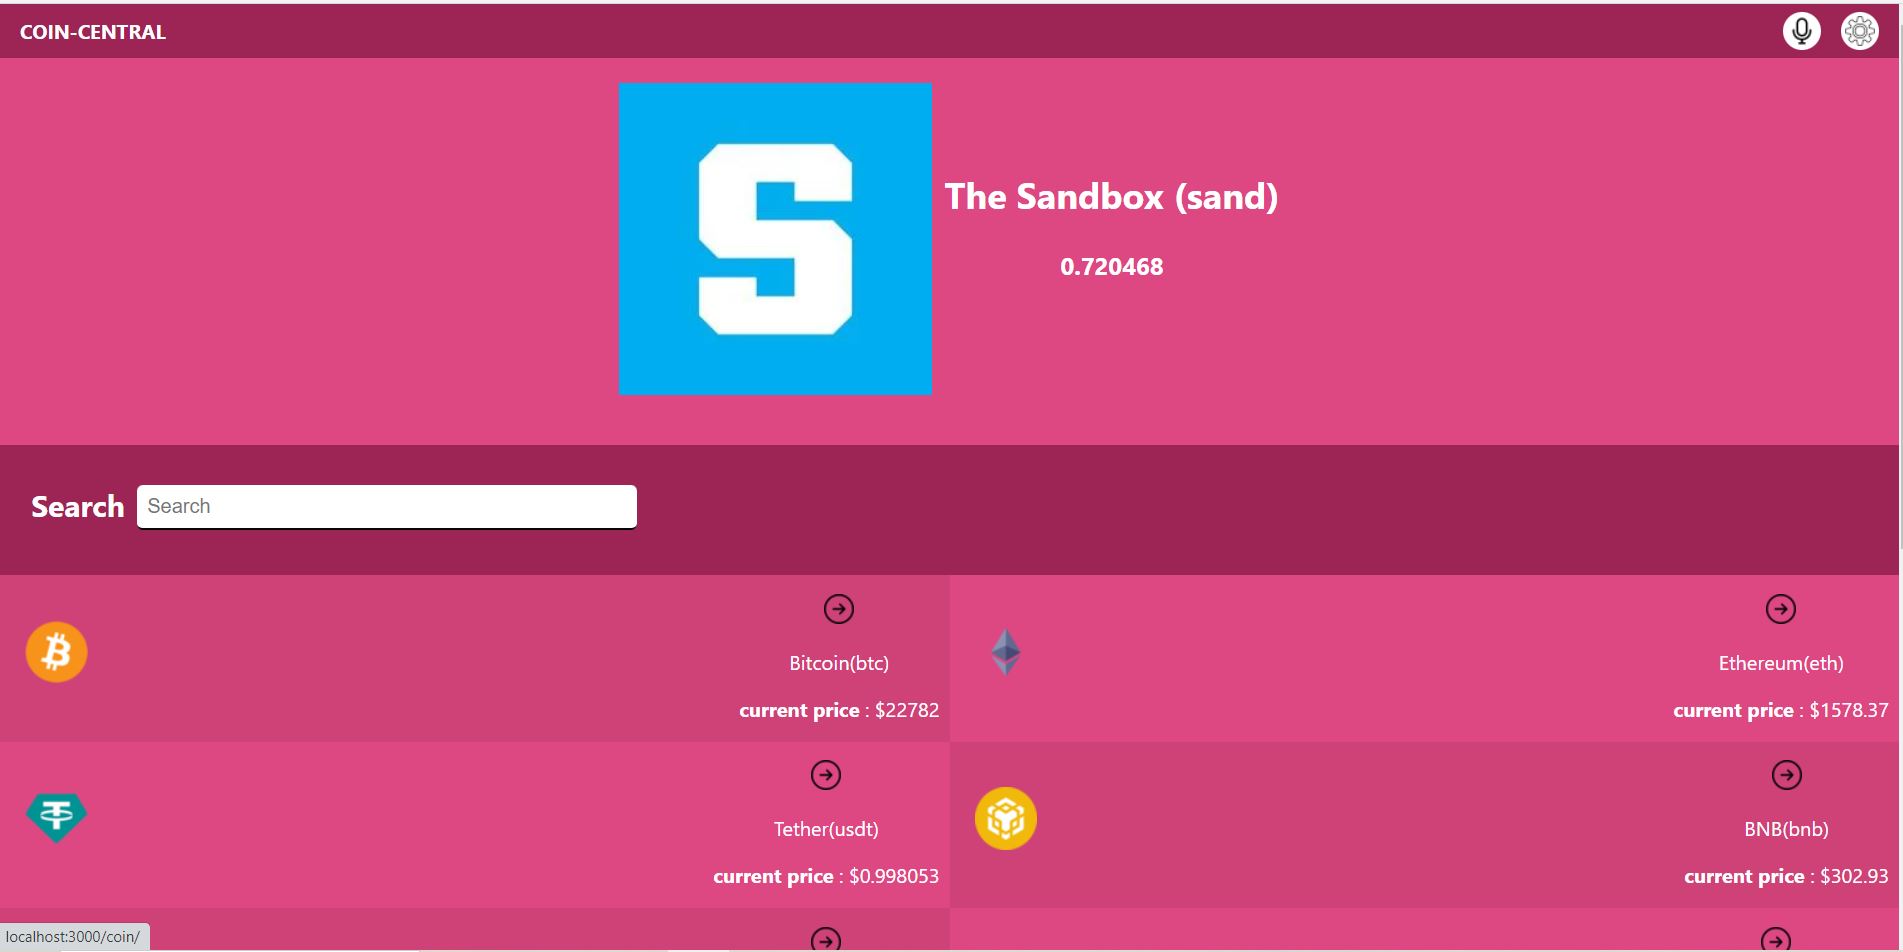 COIN-CENTRAL
S
The Sandbox (sand)
0.720468
Search Search
Bitcoin(btc)
current price : $22782
Ethereum(eth)
current price : $1578.37
Tether(usdt)
current price : $0.998053
BNB(bnb)
current price : $302.93
localhost:3000/coin/